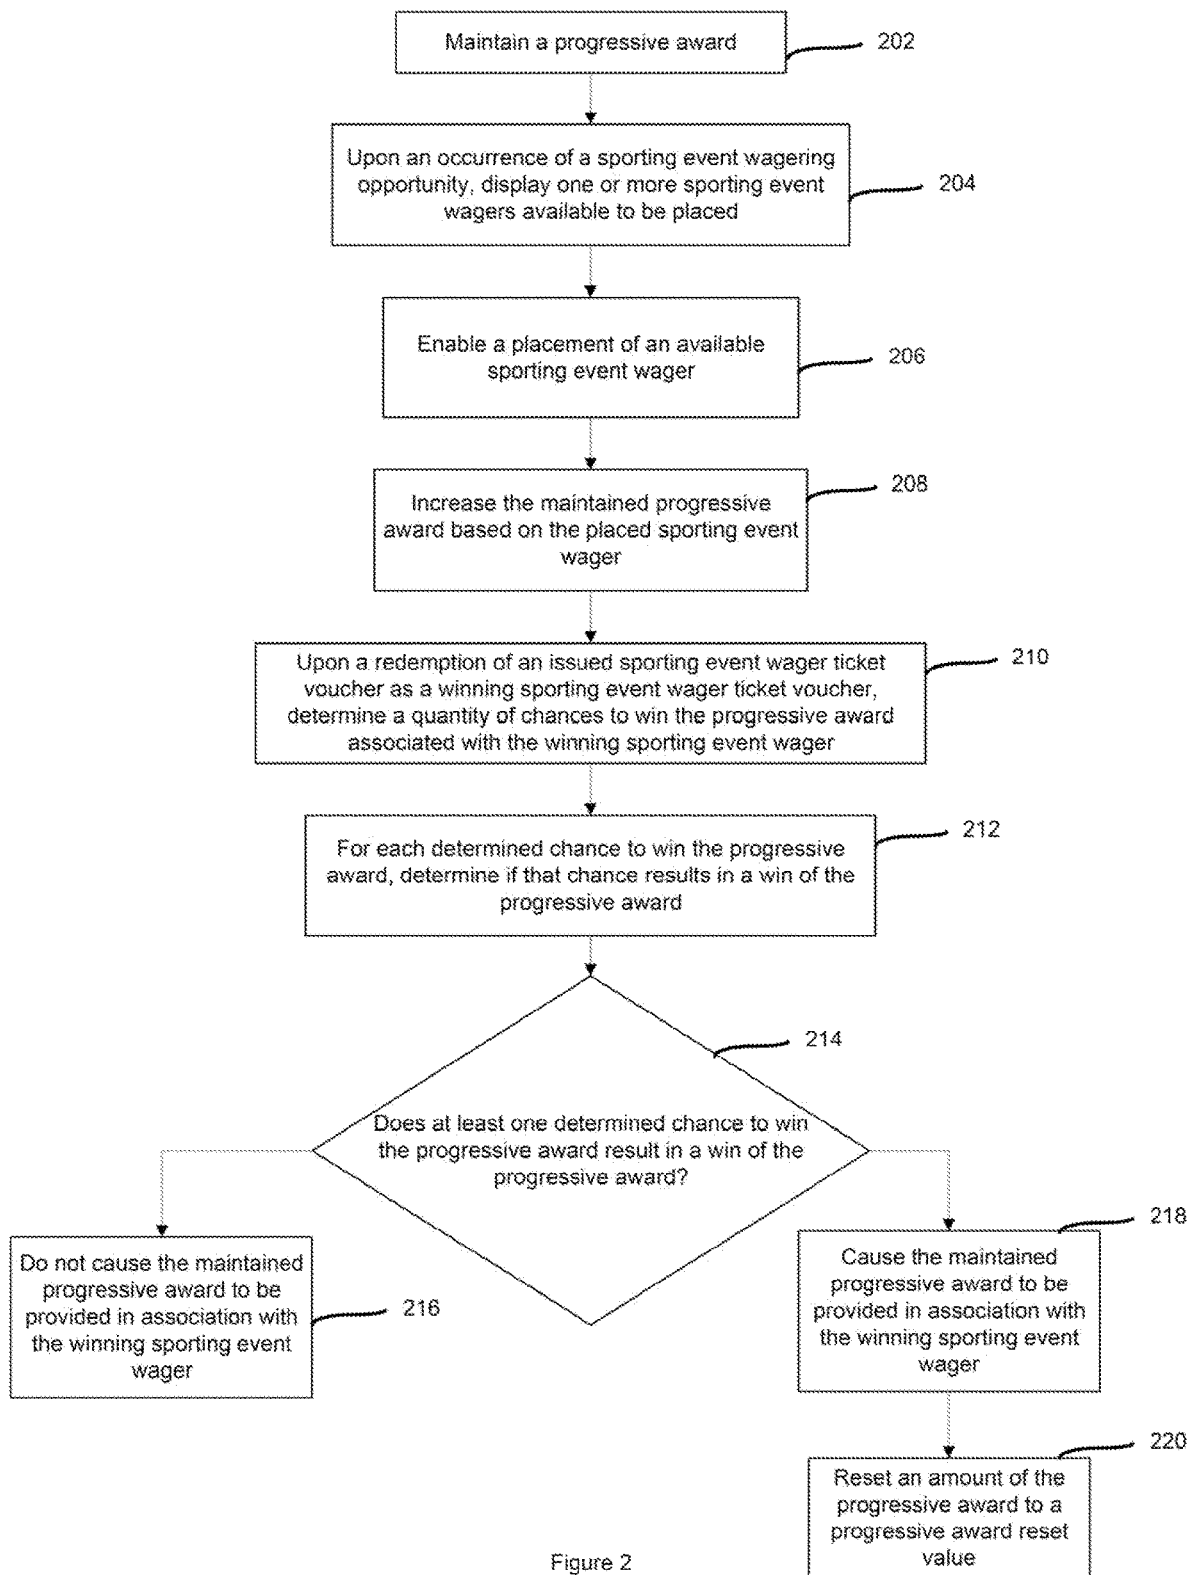 Maintain a progressive award
202
Upon an occurrence of a sporting event wagering
opportunity, display one or more sporting event
wagers available to be placed
204
Enable a placement of an available
sporting event wager
206
Increase the maintained progressive
award based on the placed sporting event
wager
208
Upon a redemption of an issued sporting event wager ticket
voucher as a winning sporting event wager ticket voucher,
determine a quantity of chances to win the progressive award
associated with the winning sporting event wager
210
For each determined chance to win the progressive
award, determine if that chance results in a win of the
progressive award
212
214
Does at least one determined chance to win
the progressive award result in a win of the
progressive award?
Do not cause the maintained
progressive award to be
provided in association with
the winning sporting event
wager
216
218
Cause the maintained
progressive award to be
provided in association with
the winning sporting event
wager
220
Reset an amount of the
progressive award to a
progressive award reset
value
Figure 2